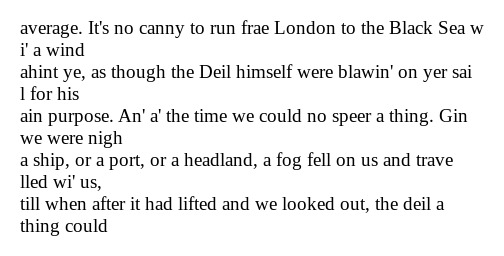 average. It's no canny to run frae London to the Black Sea w
i' a wind
ahint ye, as though the Deil himself were blawin' on yer sai
l for his
ain purpose. An' a' the time we could no speer a thing. Gin
we were nigh
a ship, or a port, or a headland, a fog fell on us and trave
lled wi' us,
till when after it had lifted and we looked out, the deil a
thing could